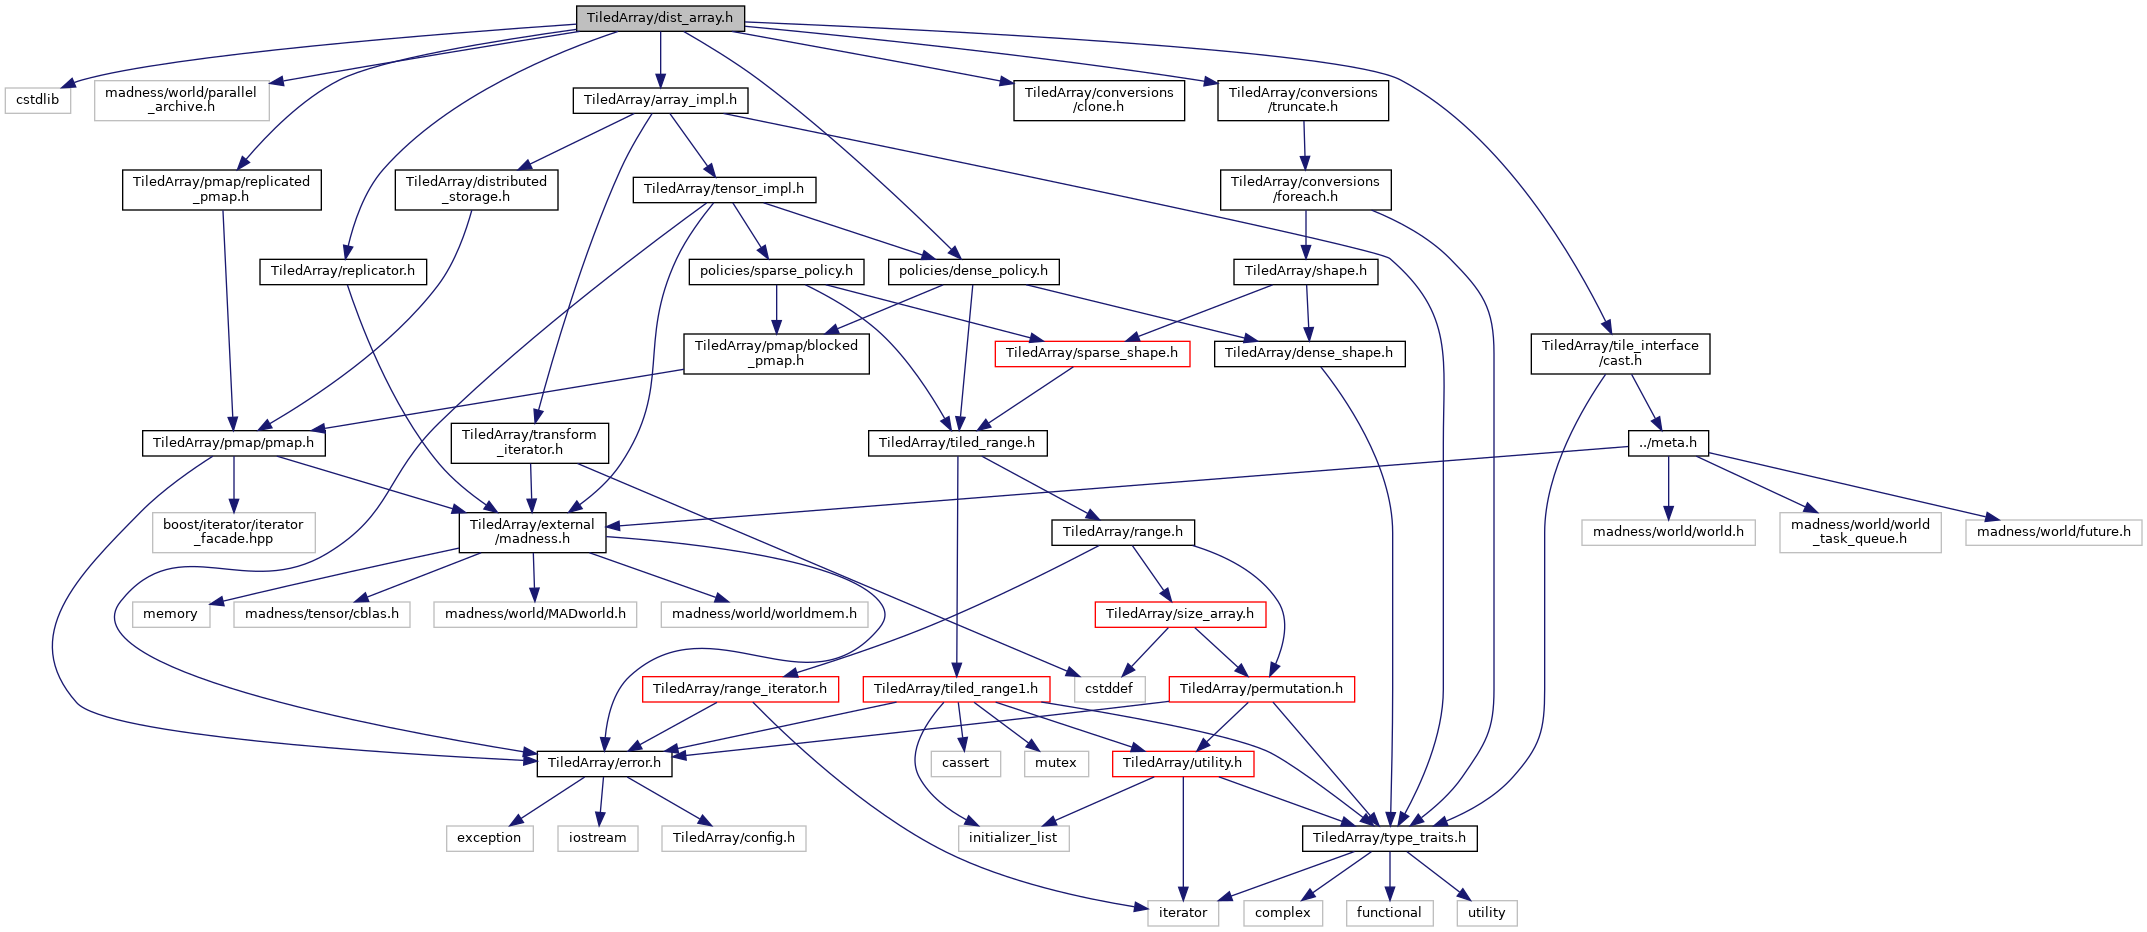 TiledArray/dist_array.h
cstdlib
madness/world/parallel
_archive.h
TiledArray/array_impl.h
TiledArray/conversions
/clone.h
TiledArray/conversions
/truncate.h
TiledArray/pmap/replicated
_pmap.h
TiledArray/distributed
_storage.h
TiledArray/tensor_impl.h
TiledArray/conversions
/foreach.h
TiledArray/replicator.h
policies/sparse_policy.h
policies/dense_policy.h
TiledArray/shape.h
TiledArray/pmap/blocked
_pmap.h
TiledArray/sparse_shape.h
TiledArray/dense_shape.h
TiledArray/tile_interface
/cast.h
TiledArray/pmap/pmap.h
TiledArray/transform
_iterator.h
TiledArray/tiled_range.h
../meta.h
boost/iterator/iterator
_facade.hpp
TiledArray/external
/madness.h
TiledArray/range.h
madness/world/world.h
madness/world/world
_task_queue.h
madness/world/future.h
memory
madness/tensor/cblas.h
madness/world/MADworld.h
madness/world/worldmem.h
TiledArray/size_array.h
TiledArray/range_iterator.h
TiledArray/tiled_range1.h
cstddef
TiledArray/permutation.h
TiledArray/error.h
cassert
mutex
TiledArray/utility.h
exception
iostream
TiledArray/config.h
initializer_list
TiledArray/type_traits.h
iterator
complex
functional
utility